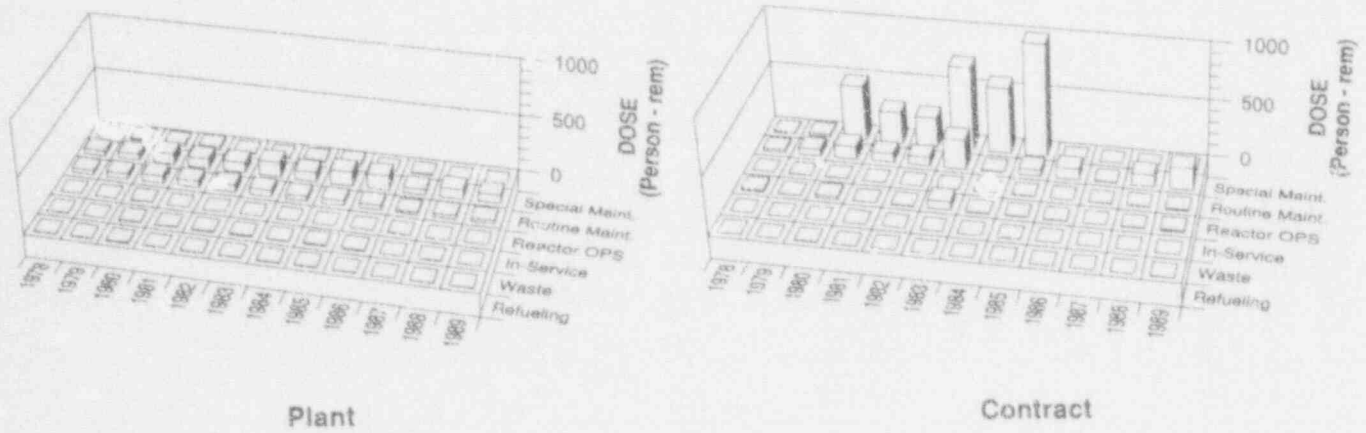 1000
500
0
DOSE
(Person - rem)
Special Maint.
Routine Maint.
Reactor OPS
In-Service
Waste
Refueling
1978
1979
1980
1981
1982
1983
1984
1985
1986
1987
1988
1989
Plant
1000
500
0
DOSE
(Person - rem)
Special Maint.
Routine Maint.
Reactor OPS
In-Service
Waste
Refueling
1978
1979
1980
1981
1982
1983
1984
1985
1986
1987
1988
1989
Contract